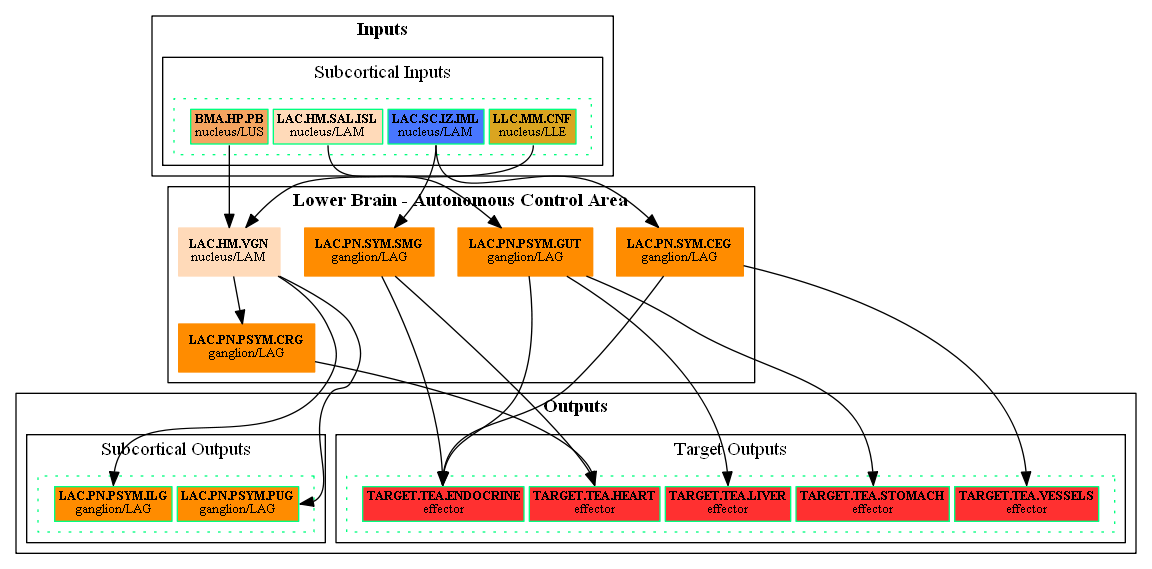 Inputs
Subcortical Inputs
BMA.HP.PB
nucleus/LUS
LAC.HM.SAL.ISL
nucleus/LAM
LAC.SC.IZ.IML
nucleus/LAM
LLC.MM.CNF
nucleus/LLE
Lower Brain - Autonomous Control Area
LAC.HM.VGN
nucleus/LAM
LAC.PN.SYM.SMG
ganglion/LAG
LAC.PN.PSYM.GUT
ganglion/LAG
LAC.PN.SYM.CEG
ganglion/LAG
LAC.PN.PSYM.CRG
ganglion/LAG
Outputs
Subcortical Outputs
LAC.PN.PSYM.ILG
ganglion/LAG
LAC.PN.PSYM.PUG
ganglion/LAG
Target Outputs
TARGET.TEA.ENDOCRINE
effector
TARGET.TEA.HEART
effector
TARGET.TEA.LIVER
effector
TARGET.TEA.STOMACH
effector
TARGET.TEA.VESSELS
effector